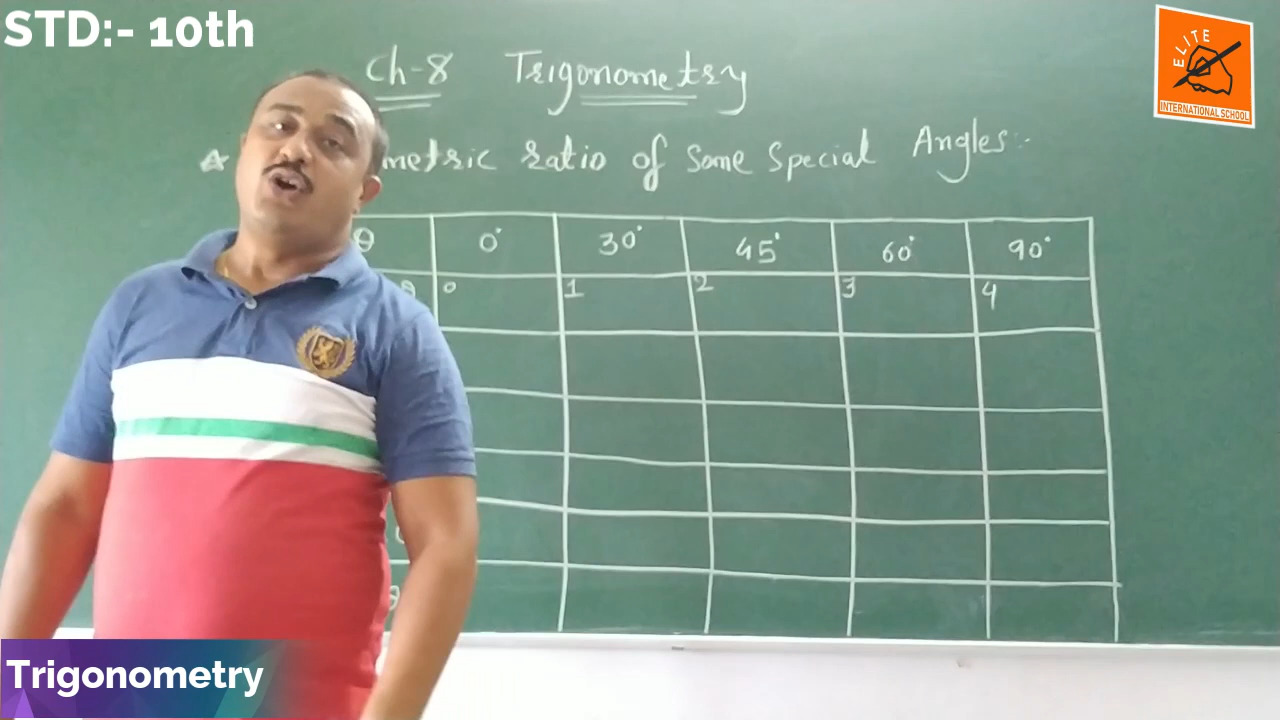 STD:- 10th
ELITE
INTERNATIONAL SCHOOL
Ch-8 Trigonometry
metric ratio of Some Special Angles:-
θ 0° 30° 45° 60° 90°
θ 0 1 2 3 4
θ
Trigonometry